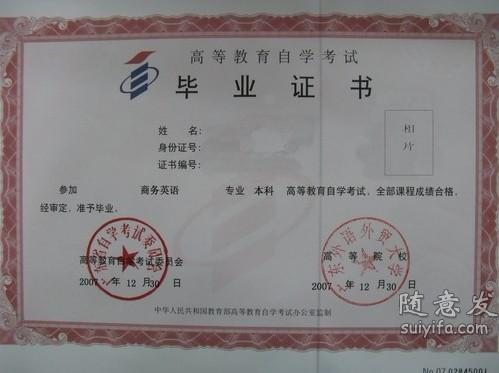 高等教育自学考试
毕业证书
姓 名：
身份证号：
证书编号：
相片
参加 商务英语 专业 本科 高等教育自学考试，全部课程成绩合格，
经审定，准予毕业。
广东省自学考试委员会
高等教育自学考试委员会
2007 年 12 月 30 日
广东外语外贸大学
高等院校
2007 年 12 月 30 日
中华人民共和国教育部高等教育自学考试办公室监制
随意发
suiyifa.com
No.07 02845001